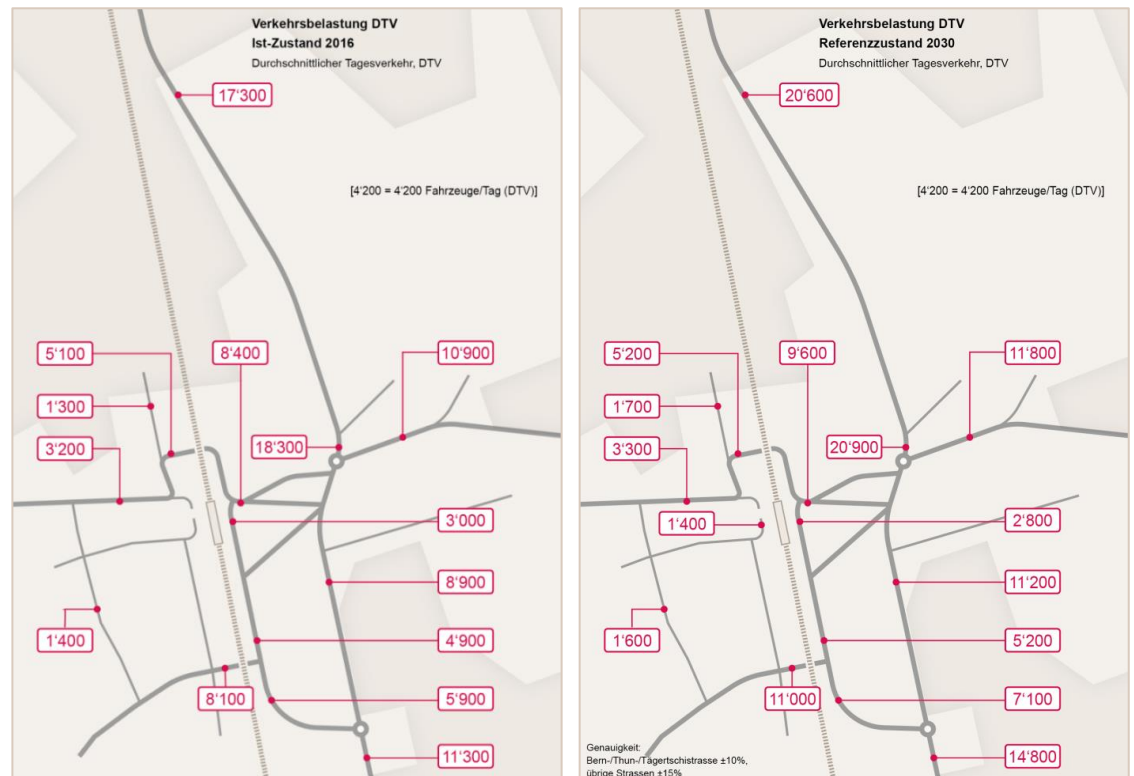 Verkehrsbelastung DTV
Ist-Zustand 2016
Durchschnittlicher Tagesverkehr, DTV
17‘300
[4‘200 = 4‘200 Fahrzeuge/Tag (DTV)]
5‘100
8‘400
10‘900
1‘300
3‘200
18‘300
3‘000
8‘900
1‘400
4‘900
8‘100
5‘900
11‘300
Verkehrsbelastung DTV
Referenzzustand 2030
Durchschnittlicher Tagesverkehr, DTV
20‘600
[4‘200 = 4‘200 Fahrzeuge/Tag (DTV)]
5‘200
9‘600
11‘800
1‘700
3‘300
20‘900
1‘400
2‘800
11‘200
1‘600
5‘200
11‘000
7‘100
14‘800
Genauigkeit:
Bern-/Thun-/Tägertschistrasse ±10%,
übrige Strassen ±15%